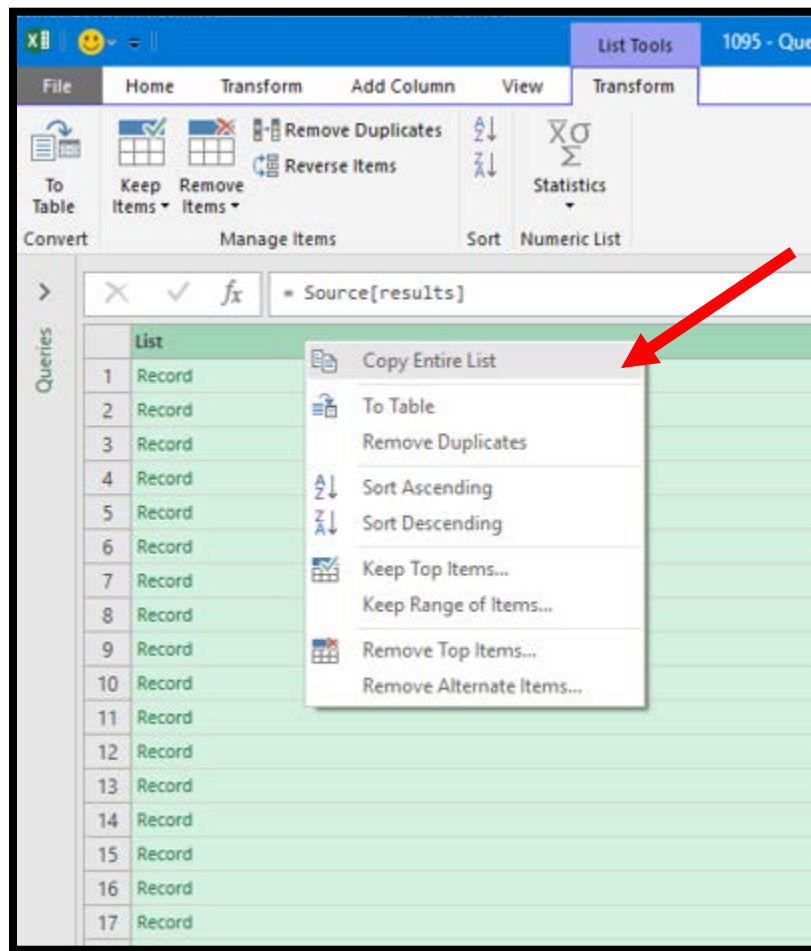 List Tools 1095 - Que
File Home Transform Add Column View Transform
To Table
Keep Items
Remove Items
Remove Duplicates
Reverse Items
A Z
Z A
Statistics
Convert Manage Items Sort Numeric List
fx = Source[results]
Queries
List
1 Record
2 Record
3 Record
4 Record
5 Record
6 Record
7 Record
8 Record
9 Record
10 Record
11 Record
12 Record
13 Record
14 Record
15 Record
16 Record
17 Record
Copy Entire List
To Table
Remove Duplicates
Sort Ascending
Sort Descending
Keep Top Items...
Keep Range of Items...
Remove Top Items...
Remove Alternate Items...